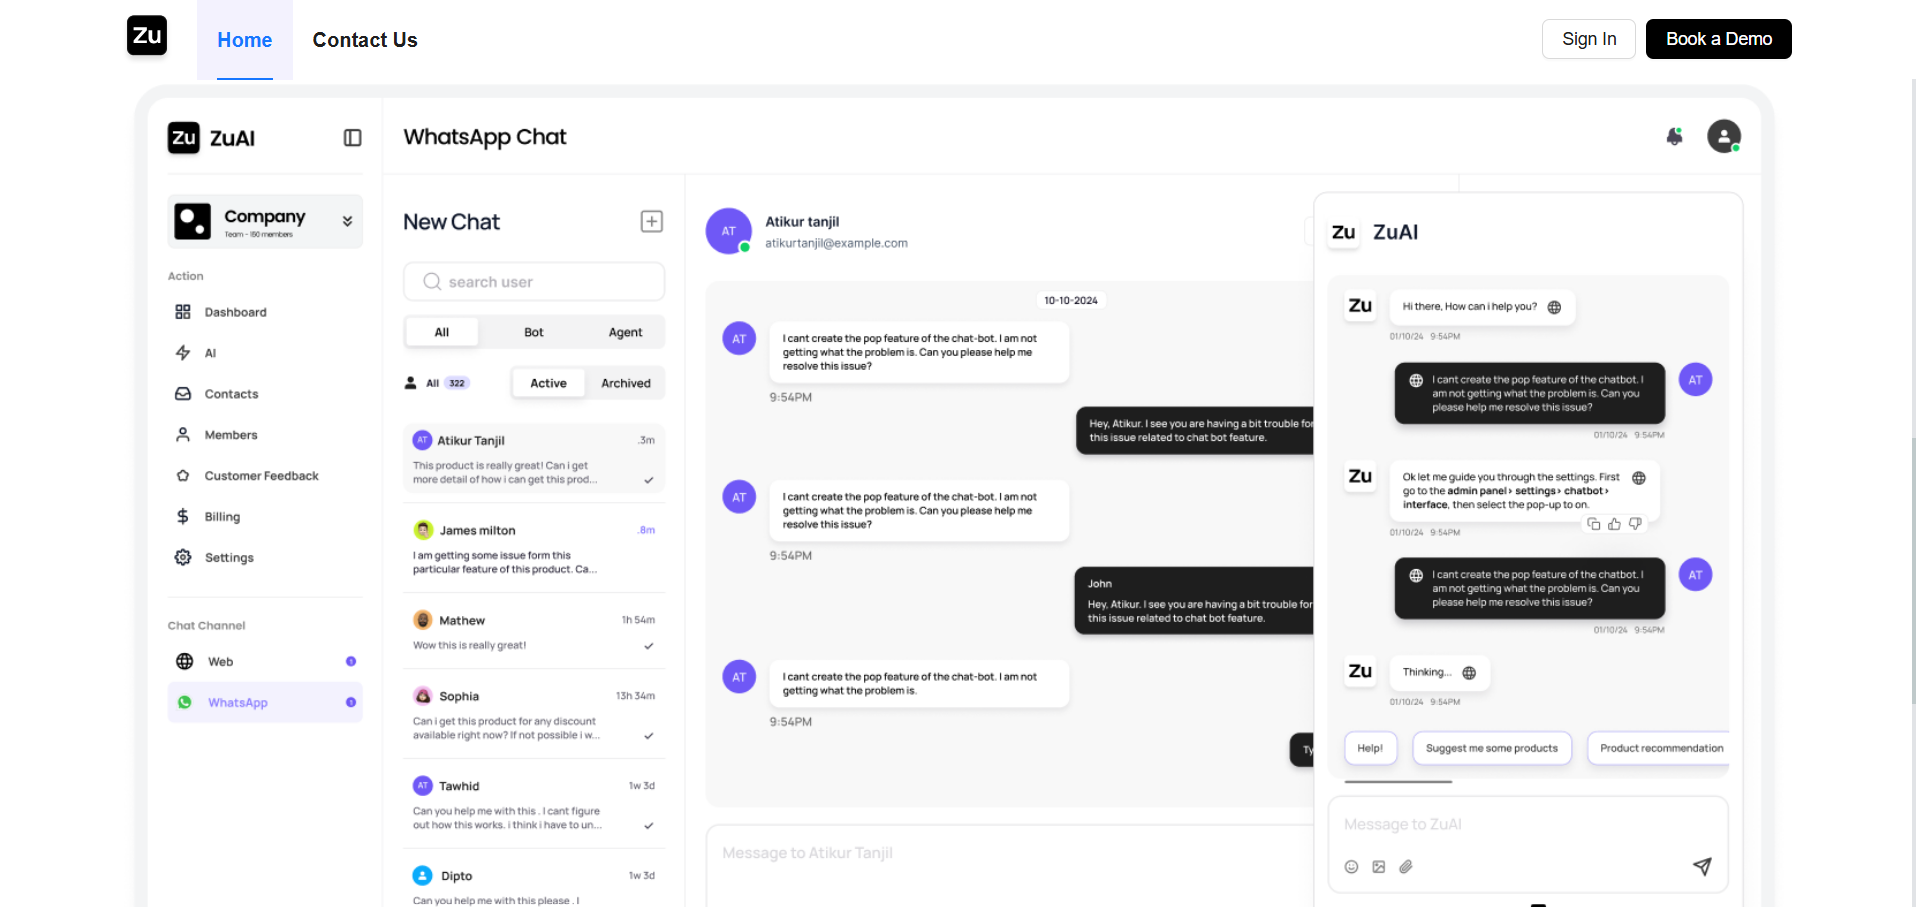 Zu
Home
Contact Us
Sign In
Book a Demo
Zu ZuAI
WhatsApp Chat
Company
Team - 150 members
Action
Dashboard
AI
Contacts
Members
Customer Feedback
Billing
Settings
Chat Channel
Web
1
WhatsApp
1
New Chat
search user
All
Bot
Agent
All 322
Active
Archived
AT Atikur Tanjil
.3m
This product is really great! Can i get
more detail of how i can get this prod...
James milton
.8m
I am getting some issue form this
particular feature of this product. Ca...
Mathew
1h 54m
Wow this is really great!
Sophia
13h 34m
Can i get this product for any discount
available right now? If not possible i w...
AT Tawhid
1w 3d
Can you help me with this . I cant figure
out how this works. i think i have to un...
Dipto
1w 3d
Can you help me with this please . I
AT
Atikur tanjil
atikurtanjil@example.com
10-10-2024
AT
I cant create the pop feature of the chat-bot. I am not
getting what the problem is. Can you please help me
resolve this issue?
9:54PM
Hey, Atikur. I see you are having a bit trouble for
this issue related to chat bot feature.
AT
I cant create the pop feature of the chat-bot. I am not
getting what the problem is. Can you please help me
resolve this issue?
9:54PM
John
Hey, Atikur. I see you are having a bit trouble for
this issue related to chat bot feature.
AT
I cant create the pop feature of the chat-bot. I am not
getting what the problem is.
9:54PM
Ty
Message to Atikur Tanjil
Zu ZuAI
Zu
Hi there, How can i help you?
01/10/24 9:54PM
I cant create the pop feature of the chatbot. I
am not getting what the problem is. Can you
please help me resolve this issue?
AT
01/10/24 9:54PM
Zu
Ok let me guide you through the settings. First
go to the admin panel> settings> chatbot>
interface, then select the pop-up to on.
01/10/24 9:54PM
I cant create the pop feature of the chatbot. I
am not getting what the problem is. Can you
please help me resolve this issue?
AT
01/10/24 9:54PM
Zu
Thinking...
01/10/24 9:54PM
Help!
Suggest me some products
Product recommendation
Message to ZuAI